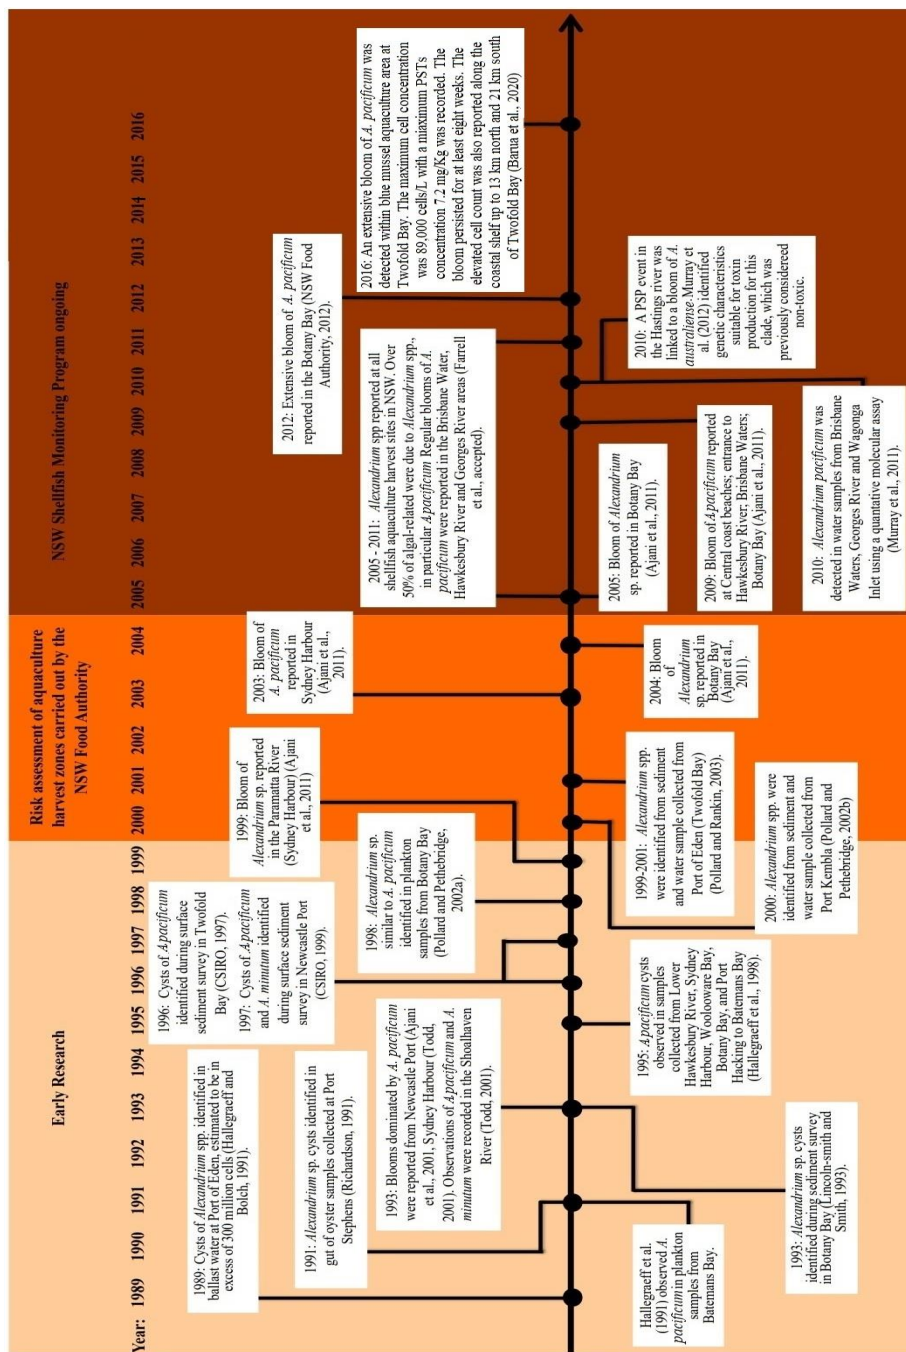 Early Research
Risk assessment of aquaculture
harvest zones carried out by the
NSW Food Authority
NSW Shellfish Monitoring Program ongoing
Year: 1989 1990 1991 1992 1993 1994 1995 1996 1997 1998 1999 2000 2001 2002 2003 2004 2005 2006 2007 2008 2009 2010 2011 2012 2013 2014 2015 2016
1989: Cysts of Alexandrium spp. identified in
ballast water at Port of Eden, estimated to be in
excess of 300 million cells (Hallegraeff and
Bolch, 1991).
1991: Alexandrium sp. cysts identified in
gut of oyster samples collected at Port
Stephens (Richardson, 1991).
1993: Blooms dominated by A. pacificum
were reported from Newcastle Port (Ajani
et al., 2001, Sydney Harbour (Todd,
2001). Observations of A pacificum and A.
minutum were recorded in the Shoalhaven
River (Todd, 2001).
1996: Cysts of A pacificum
identified during surface
sediment survey in Twofold
Bay (CSIRO, 1997).
1997: Cysts of A pacificum
and A. minutum identified
during surface sediment
survey in Newcastle Port
(CSIRO, 1999).
1998: Alexandrium sp.
similar to A. pacificum
identified in plankton
samples from Botany Bay
(Pollard and Pethebridge,
2002a).
1999: Bloom of
Alexandrium sp. reported
in the Paramatta River
(Sydney Harbour) (Ajani
et al., 2011)
2003: Bloom of
A. pacificum
reported in
Sydney Harbour
(Ajani et al.,
2011).
2005 - 2011: Alexandrium spp reported at all
shellfish aquaculture harvest sites in NSW. Over
50% of algal-related were due to Alexandrium spp.,
in particular A pacificum Regular blooms of A.
pacificum were reported in the Brisbane Water,
Hawkesbury River and Georges River areas (Farrell
et al., accepted).
2012: Extensive bloom of A. pacificum
reported in the Botany Bay (NSW Food
Authority, 2012).
2016: An extensive bloom of A. pacificum was
detected within blue mussel aquaculture area at
Twofold Bay. The maximum cell concentration
was 89,000 cells/L with a miaximum PSTs
concentration 7.2 mg/Kg was recorded. The
bloom persisted for at least eight weeks. The
elevated cell count was also reported along the
coastal shelf up to 13 km north and 21 km south
of Twofold Bay (Barua et al., 2020)
Hallegraeff et al.
(1991) observed A.
pacificum in plankton
samples from
Batemans Bay.
1993: Alexandrium sp. cysts
identified during sediment survey
in Botany Bay (Lincoln-smith and
Smith, 1993).
1995: A pacificum cysts
observed in samples
collected from Lower
Hawkesbury River, Sydney
Harbour, Woolooware Bay,
Botany Bay, and Port
Hacking to Batemans Bay
(Hallegraeff et al., 1998).
1999-2001: Alexandrium spp.
were identified from sediment
and water sample collected from
Port of Eden (Twofold Bay)
(Pollard and Rankin, 2003).
2000: Alexandrium spp. were
identified from sediment and
water sample collected from
Port Kembla (Pollard and
Pethebridge, 2002b)
2004: Bloom
of
Alexandrium
sp. reported in
Botany Bay
(Ajani et al.,
2011).
2005: Bloom of Alexandrium
sp. reported in Botany Bay
(Ajani et al., 2011).
2009: Bloom of A pacificum reported
at Central coast beaches; entrance to
Hawkesbury River; Brisbane Waters;
Botany Bay (Ajani et al., 2011).
2010: Alexandrium pacificum was
detected in water samples from Brisbane
Waters, Georges River and Wagonga
Inlet using a quantative molecular assay
(Murray et al., 2011).
2010: A PSP event in
the Hastings river was
linked to a bloom of A.
australiense-Murray et
al. (2012) identified
genetic characteristics
suitable for toxin
production for this
clade, which was
previously considereed
non-toxic.